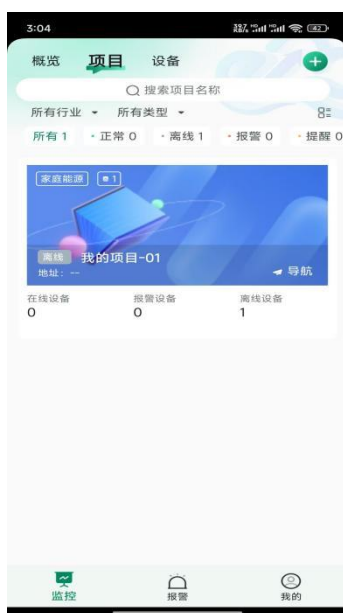 3:04
42
概览 项目 设备
搜索项目名称
所有行业 所有类型
所有 1 ·正常 0 ·离线 1 ·报警 0 ·提醒 0
家庭能源 1
离线 我的项目-01
地址: -- 导航
在线设备 报警设备 离线设备
0 0 1
监控 报警 我的